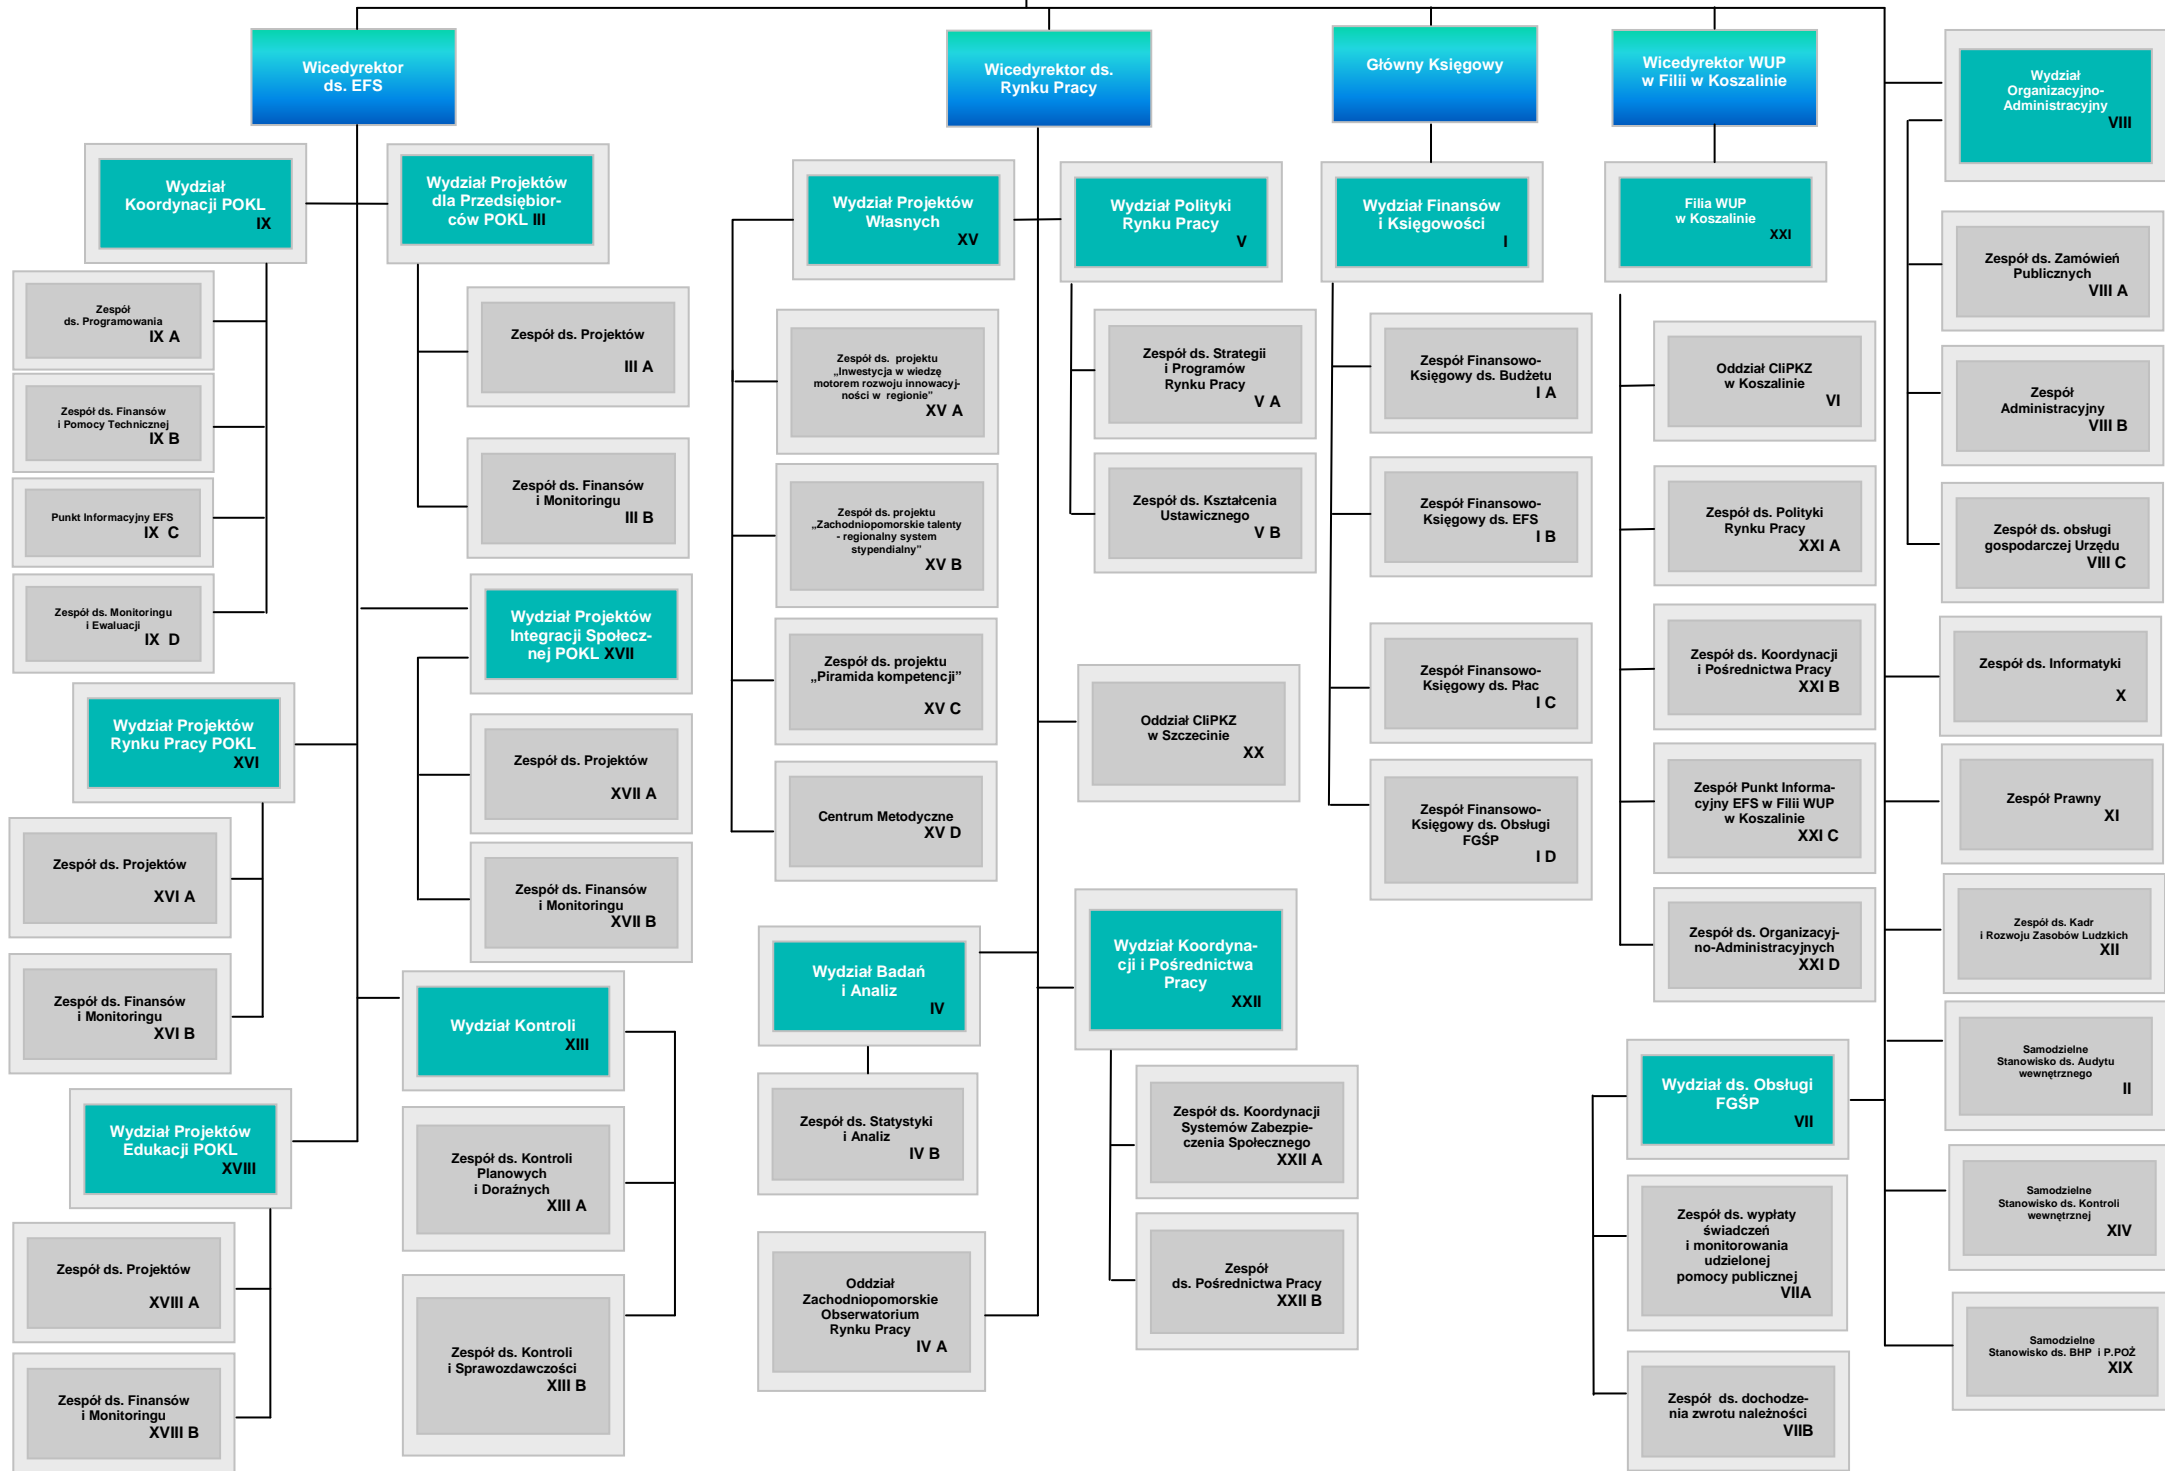 Wicedyrektor
ds. EFS
Wydział
Koordynacji POKL
IX
Zespół
ds. Programowania
IX A
Zespół ds. Finansów
i Pomocy Technicznej
IX B
Punkt Informacyjny EFS
IX C
Zespół ds. Monitoringu
i Ewaluacji
IX D
Wydział Projektów
dla Przedsiębior-
ców POKL III
Zespół ds. Projektów
III A
Zespół ds. Finansów
i Monitoringu
III B
Wydział Projektów
Integracji Społecz-
nej POKL XVII
Zespół ds. Projektów
XVII A
Zespół ds. Finansów
i Monitoringu
XVII B
Wydział Projektów
Rynku Pracy POKL
XVI
Zespół ds. Projektów
XVI A
Zespół ds. Finansów
i Monitoringu
XVI B
Wydział Kontroli
XIII
Zespół ds. Kontroli
Planowych
i Doraźnych
XIII A
Zespół ds. Kontroli
i Sprawozdawczości
XIII B
Wydział Projektów
Edukacji POKL
XVIII
Zespół ds. Projektów
XVIII A
Zespół ds. Finansów
i Monitoringu
XVIII B
Wicedyrektor ds.
Rynku Pracy
Wydział Projektów
Własnych
XV
Zespół ds. projektu
„Inwestycja w wiedzę
motorem rozwoju innowacyj-
ności w regionie"
XV A
Zespół ds. projektu
„Zachodniopomorskie talenty
- regionalny system
stypendialny”
XV B
Zespół ds. projektu
„Piramida kompetencji”
XV C
Centrum Metodyczne
XV D
Wydział Polityki
Rynku Pracy
V
Zespół ds. Strategii
i Programów
Rynku Pracy
V A
Zespół ds. Kształcenia
Ustawicznego
V B
Oddział CIiPKZ
w Szczecinie
XX
Wydział Badań
i Analiz
IV
Zespół ds. Statystyki
i Analiz
IV B
Oddział
Zachodniopomorskie
Obserwatorium
Rynku Pracy
IV A
Wydział Koordyna-
cji i Pośrednictwa
Pracy
XXII
Zespół ds. Koordynacji
Systemów Zabezpie-
czenia Społecznego
XXII A
Zespół
ds. Pośrednictwa Pracy
XXII B
Główny Księgowy
Wydział Finansów
i Księgowości
I
Zespół Finansowo-
Księgowy ds. Budżetu
I A
Zespół Finansowo-
Księgowy ds. EFS
I B
Zespół Finansowo-
Księgowy ds. Płac
I C
Zespół Finansowo-
Księgowy ds. Obsługi
FGŚP
I D
Wicedyrektor WUP
w Filii w Koszalinie
Filia WUP
w Koszalinie
XXI
Oddział CIiPKZ
w Koszalinie
VI
Zespół ds. Polityki
Rynku Pracy
XXI A
Zespół ds. Koordynacji
i Pośrednictwa Pracy
XXI B
Zespół Punkt Informa-
cyjny EFS w Filii WUP
w Koszalinie
XXI C
Zespół ds. Organizacyj-
no-Administracyjnych
XXI D
Wydział ds. Obsługi
FGŚP
VII
Zespół ds. wypłaty
świadczeń
i monitorowania
udzielonej
pomocy publicznej
VIIA
Zespół ds. dochodze-
nia zwrotu należności
VIIB
Wydział
Organizacyjno-
Administracyjny
VIII
Zespół ds. Zamówień
Publicznych
VIII A
Zespół
Administracyjny
VIII B
Zespół ds. obsługi
gospodarczej Urzędu
VIII C
Zespół ds. Informatyki
X
Zespół Prawny
XI
Zespół ds. Kadr
i Rozwoju Zasobów Ludzkich
XII
Samodzielne
Stanowisko ds. Audytu
wewnętrznego
II
Samodzielne
Stanowisko ds. Kontroli
wewnętrznej
XIV
Samodzielne
Stanowisko ds. BHP i P.POŻ
XIX